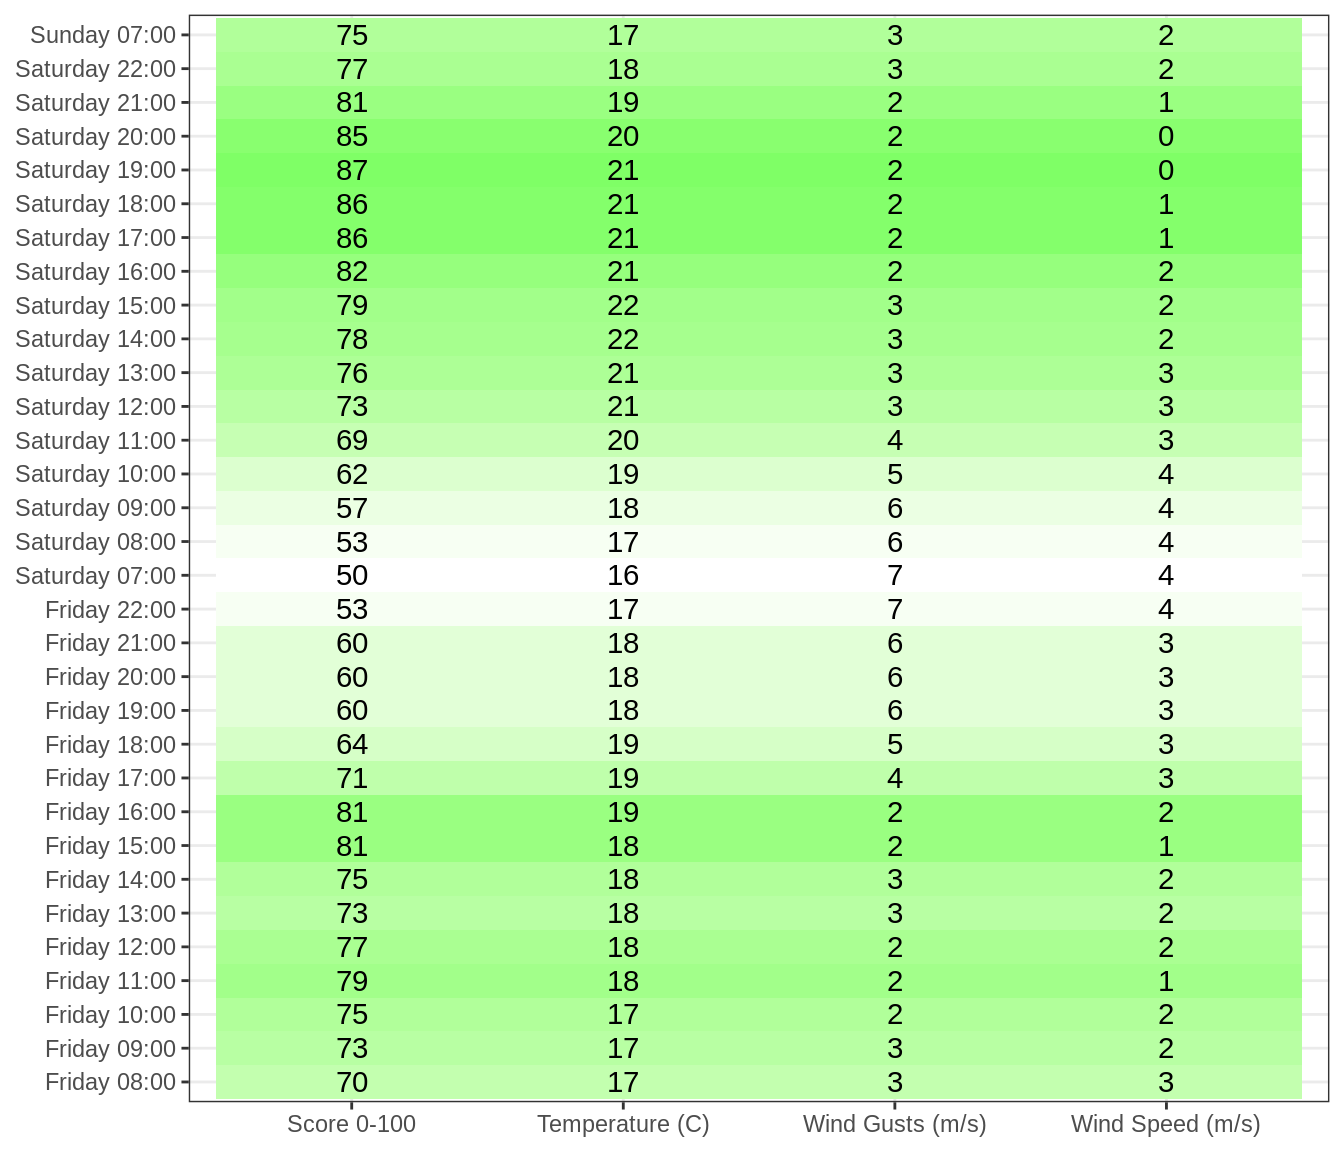 Sunday 07:00 75 17 3 2
Saturday 22:00 77 18 3 2
Saturday 21:00 81 19 2 1
Saturday 20:00 85 20 2 0
Saturday 19:00 87 21 2 0
Saturday 18:00 86 21 2 1
Saturday 17:00 86 21 2 1
Saturday 16:00 82 21 2 2
Saturday 15:00 79 22 3 2
Saturday 14:00 78 22 3 2
Saturday 13:00 76 21 3 3
Saturday 12:00 73 21 3 3
Saturday 11:00 69 20 4 3
Saturday 10:00 62 19 5 4
Saturday 09:00 57 18 6 4
Saturday 08:00 53 17 6 4
Saturday 07:00 50 16 7 4
Friday 22:00 53 17 7 4
Friday 21:00 60 18 6 3
Friday 20:00 60 18 6 3
Friday 19:00 60 18 6 3
Friday 18:00 64 19 5 3
Friday 17:00 71 19 4 3
Friday 16:00 81 19 2 2
Friday 15:00 81 18 2 1
Friday 14:00 75 18 3 2
Friday 13:00 73 18 3 2
Friday 12:00 77 18 2 2
Friday 11:00 79 18 2 1
Friday 10:00 75 17 2 2
Friday 09:00 73 17 3 2
Friday 08:00 70 17 3 3
Score 0-100 Temperature (C) Wind Gusts (m/s) Wind Speed (m/s)